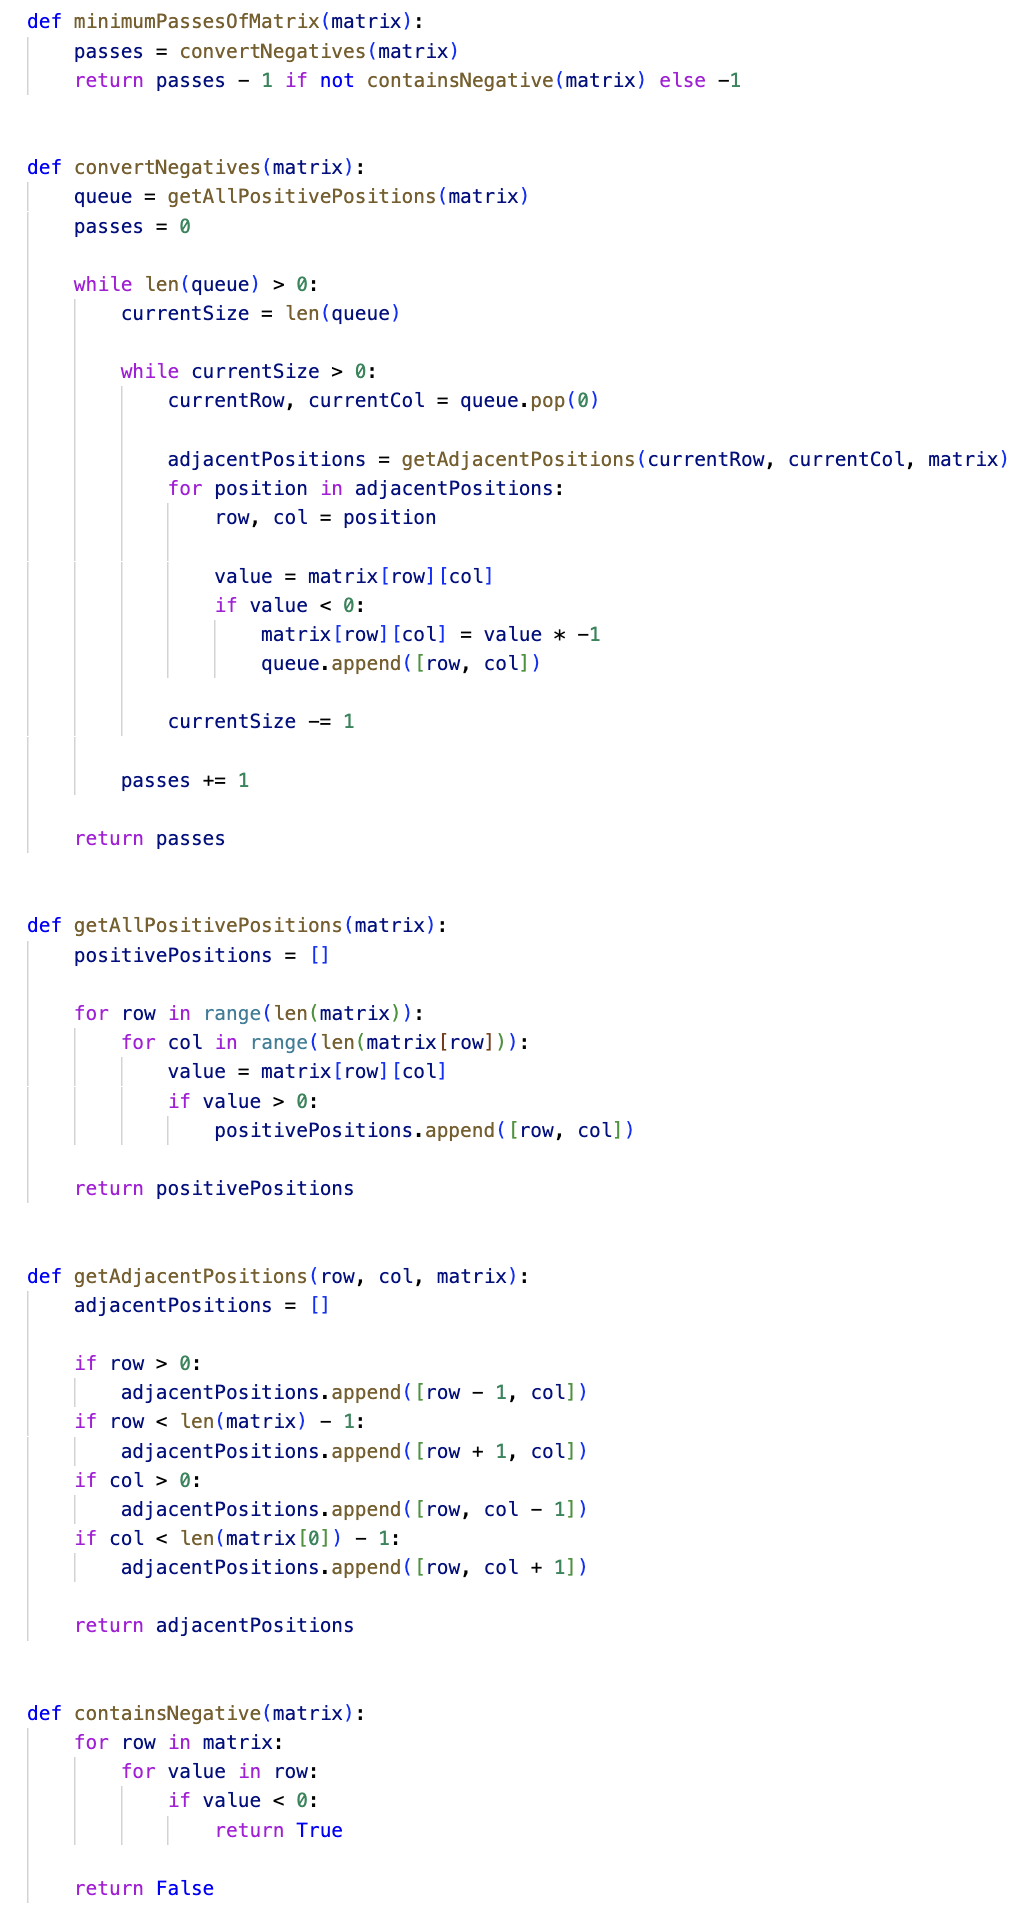 def minimumPassesOfMatrix(matrix):
    passes = convertNegatives(matrix)
    return passes - 1 if not containsNegative(matrix) else -1


def convertNegatives(matrix):
    queue = getAllPositivePositions(matrix)
    passes = 0

    while len(queue) > 0:
        currentSize = len(queue)

        while currentSize > 0:
            currentRow, currentCol = queue.pop(0)

            adjacentPositions = getAdjacentPositions(currentRow, currentCol, matrix)
            for position in adjacentPositions:
                row, col = position

                value = matrix[row][col]
                if value < 0:
                    matrix[row][col] = value * -1
                    queue.append([row, col])

            currentSize -= 1

        passes += 1

    return passes


def getAllPositivePositions(matrix):
    positivePositions = []

    for row in range(len(matrix)):
        for col in range(len(matrix[row])):
            value = matrix[row][col]
            if value > 0:
                positivePositions.append([row, col])

    return positivePositions


def getAdjacentPositions(row, col, matrix):
    adjacentPositions = []

    if row > 0:
        adjacentPositions.append([row - 1, col])
    if row < len(matrix) - 1:
        adjacentPositions.append([row + 1, col])
    if col > 0:
        adjacentPositions.append([row, col - 1])
    if col < len(matrix[0]) - 1:
        adjacentPositions.append([row, col + 1])

    return adjacentPositions


def containsNegative(matrix):
    for row in matrix:
        for value in row:
            if value < 0:
                return True

    return False